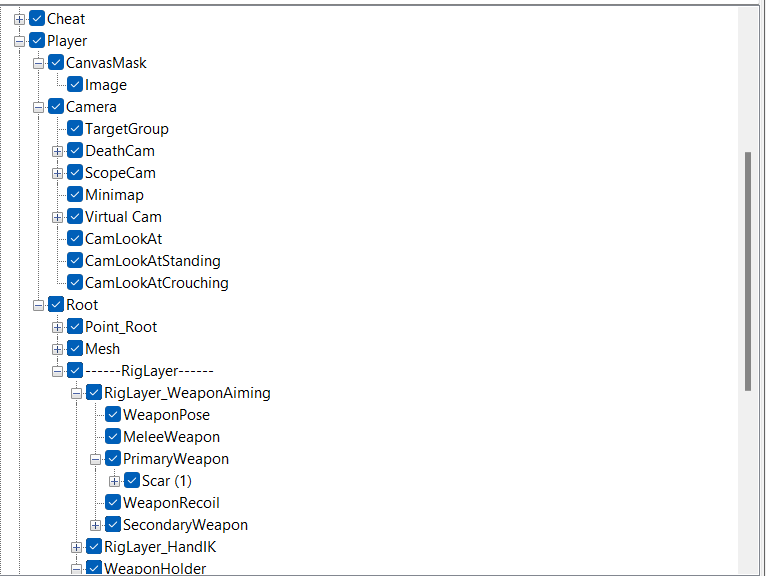 Cheat
Player
CanvasMask
Image
Camera
TargetGroup
DeathCam
ScopeCam
Minimap
Virtual Cam
CamLookAt
CamLookAtStanding
CamLookAtCrouching
Root
Point_Root
Mesh
------RigLayer------
RigLayer_WeaponAiming
WeaponPose
MeleeWeapon
PrimaryWeapon
Scar (1)
WeaponRecoil
SecondaryWeapon
RigLayer_HandIK
WeaponHolder